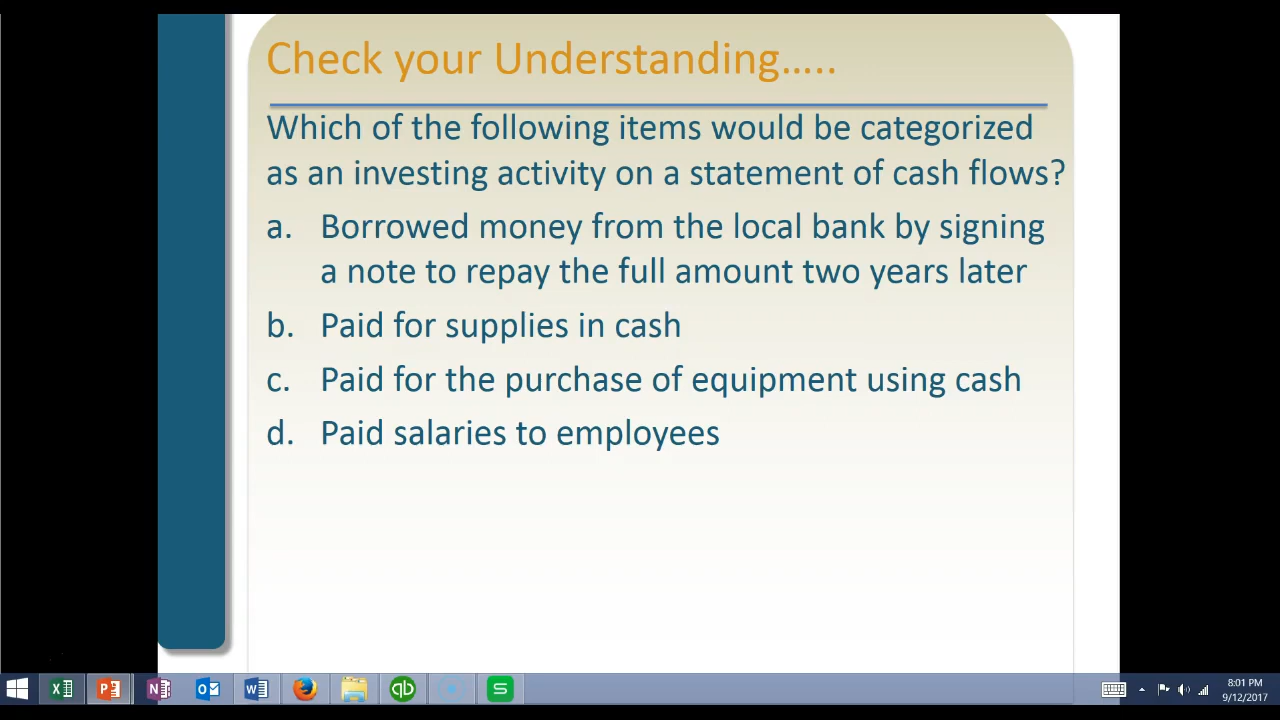 Check your Understanding.....
Which of the following items would be categorized
as an investing activity on a statement of cash flows?
a. Borrowed money from the local bank by signing
a note to repay the full amount two years later
b. Paid for supplies in cash
c. Paid for the purchase of equipment using cash
d. Paid salaries to employees
8:01 PM
9/12/2017